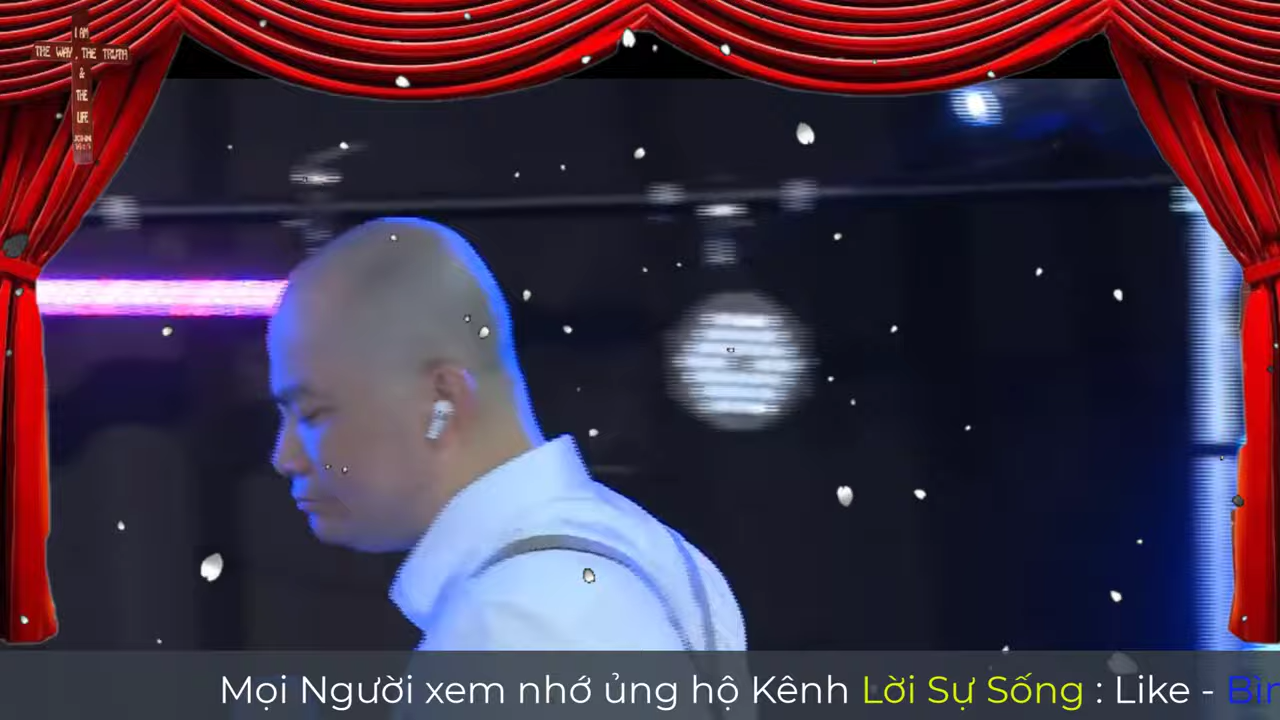 I AM
THE WAY, THE TRUTH
&
THE
LIFE
Mọi Người xem nhớ ủng hộ Kênh Lời Sự Sống : Like -